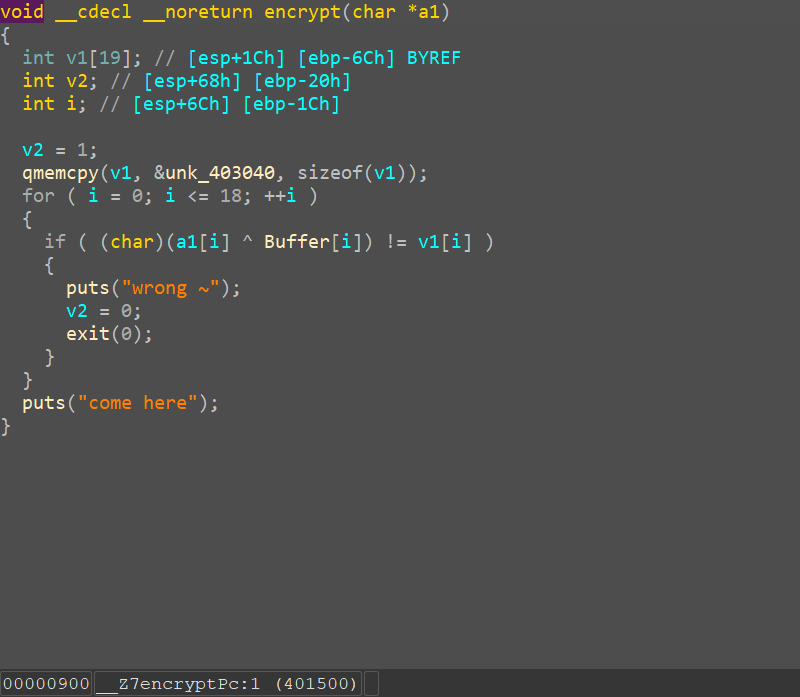 void __cdecl __noreturn encrypt(char *a1)
{
  int v1[19]; // [esp+1Ch] [ebp-6Ch] BYREF
  int v2; // [esp+68h] [ebp-20h]
  int i; // [esp+6Ch] [ebp-1Ch]

  v2 = 1;
  qmemcpy(v1, &unk_403040, sizeof(v1));
  for ( i = 0; i <= 18; ++i )
  {
    if ( (char)(a1[i] ^ Buffer[i]) != v1[i] )
    {
      puts("wrong ~");
      v2 = 0;
      exit(0);
    }
  }
  puts("come here");
}
00000900 __Z7encryptPc:1 (401500)